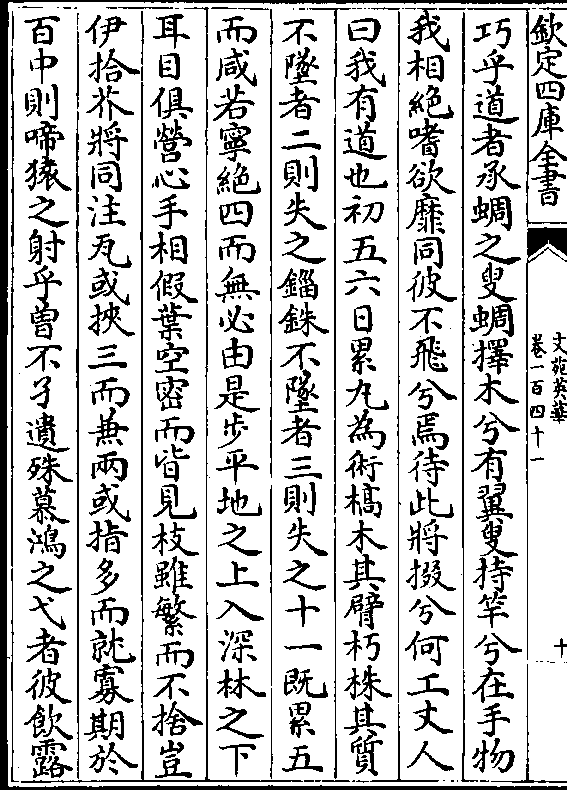 欽定四庫全書
文苑英華
卷一百四十一
十
巧乎道者承蜩之叟蜩擇木兮有翼叟持竿兮在手物
我相絶嗜欲靡同彼不飛兮焉待此將掇兮何工丈人
曰我有道也初五六日累丸為術槁木其臂朽株其質
不墜者二則失之錙銖不墜者三則失之十一既累五
而咸若寧絶四而無必由是步平地之上入深林之下
耳目俱營心手相假葉空密而皆見枝雖繁而不捨豈
伊拾芥將同注瓦或挾三而兼兩或指多而就寡期於
百中則啼猿之射乎曽不孑遺殊慕鴻之弋者彼飲露